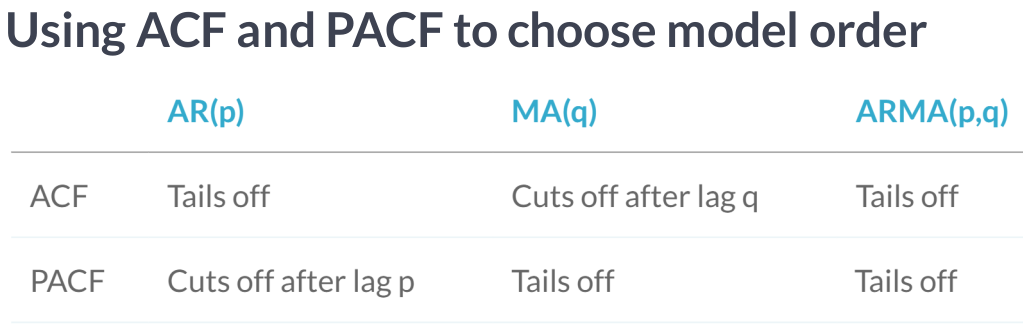 Using ACF and PACF to choose model order
AR(p) MA(q) ARMA(p,q)
ACF Tails off Cuts off after lag q Tails off
PACF Cuts off after lag p Tails off Tails off